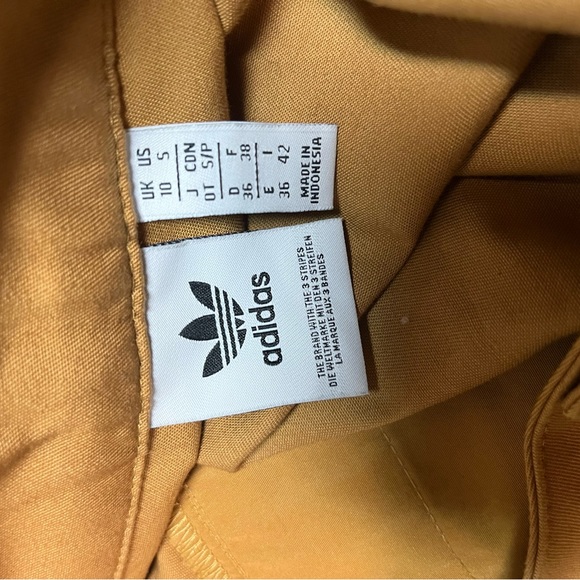 UK US
10 S
J CDN
OT S/P
D F
36 38
E I
36 42
MADE IN
INDONESIA
adidas
THE BRAND WITH THE 3 STRIPES
DIE WELTMARKE MIT DEN 3 STREIFEN
LA MARQUE AUX 3 BANDES